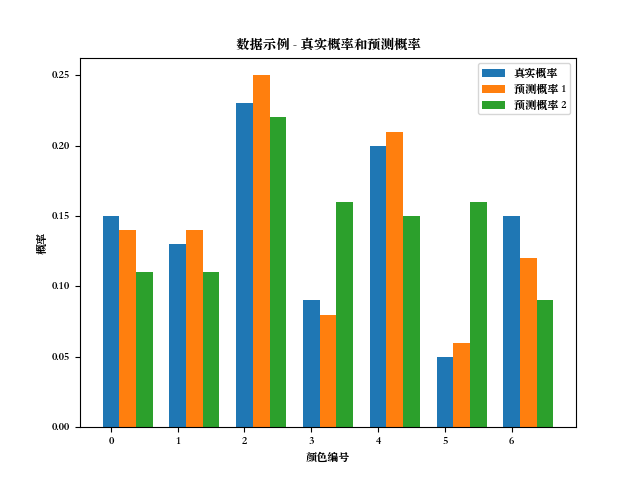 数据示例 - 真实概率和预测概率
真实概率
预测概率 1
预测概率 2
概率
0.25
0.20
0.15
0.10
0.05
0.00
0 1 2 3 4 5 6
颜色编号